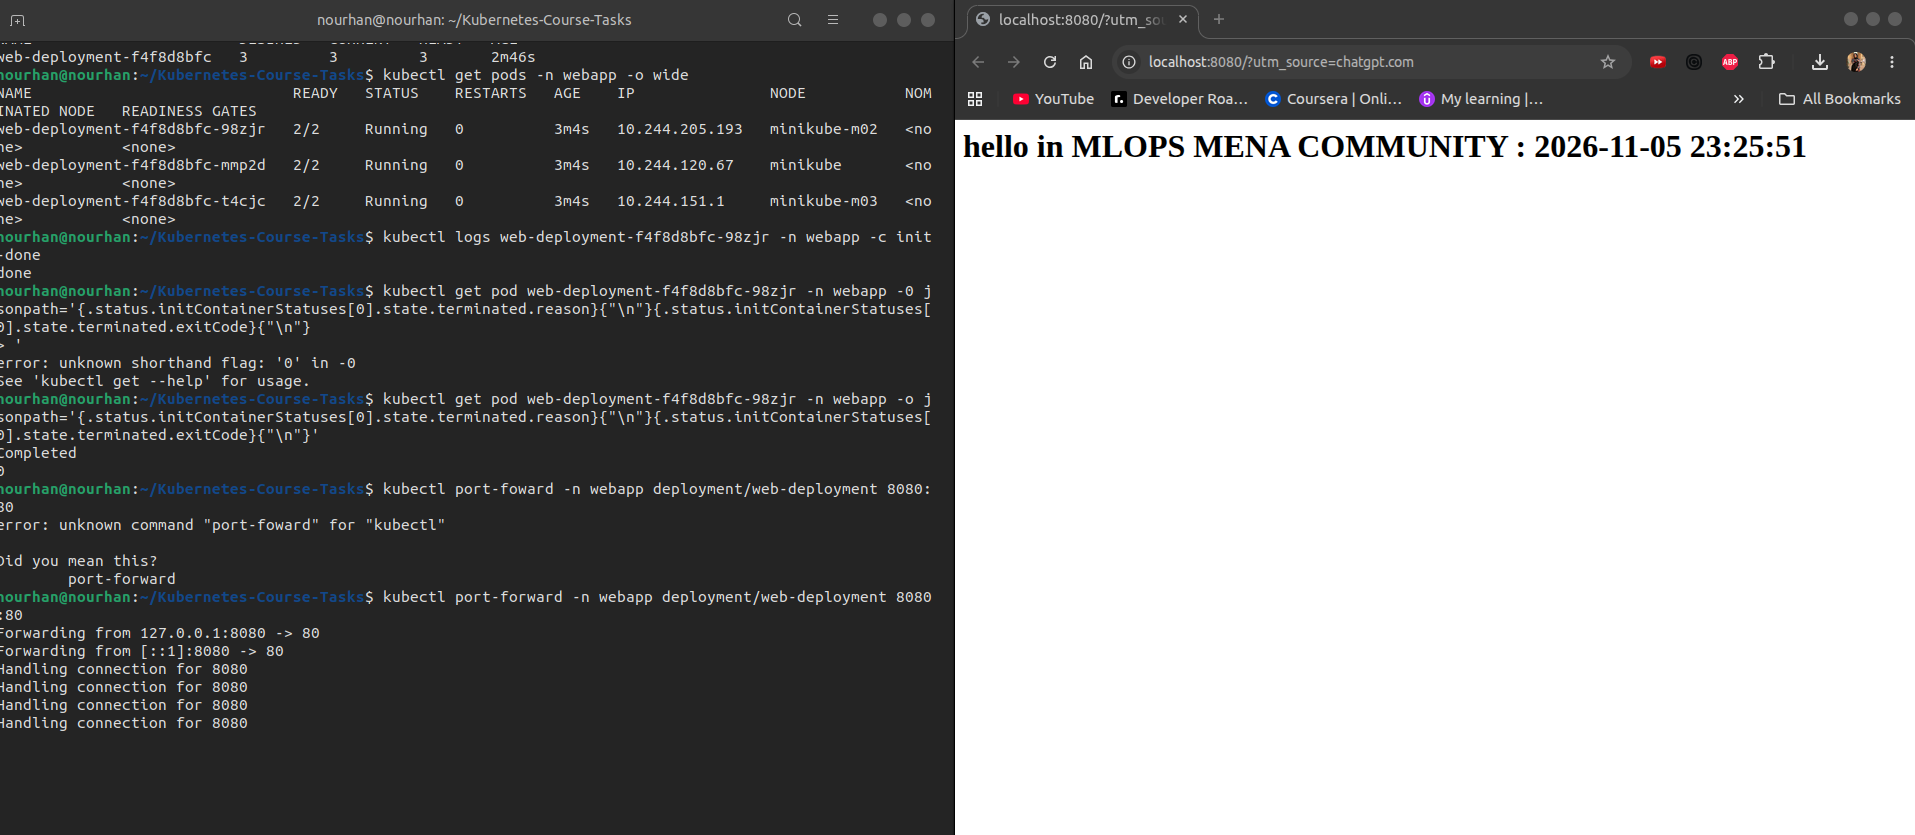 nourhan@nourhan: ~/Kubernetes-Course-Tasks
web-deployment-f4f8d8bfc   3         3         3       2m46s
nourhan@nourhan:~/Kubernetes-Course-Tasks$ kubectl get pods -n webapp -o wide
NAME                             READY   STATUS    RESTARTS   AGE    IP               NODE           NOM
INATED NODE   READINESS GATES
web-deployment-f4f8d8bfc-98zjr   2/2     Running   0          3m4s   10.244.205.193   minikube-m02   <no
ne>           <none>
web-deployment-f4f8d8bfc-mmp2d   2/2     Running   0          3m4s   10.244.120.67    minikube       <no
ne>           <none>
web-deployment-f4f8d8bfc-t4cjc   2/2     Running   0          3m4s   10.244.151.1     minikube-m03   <no
ne>           <none>
nourhan@nourhan:~/Kubernetes-Course-Tasks$ kubectl logs web-deployment-f4f8d8bfc-98zjr -n webapp -c init
-done
done
nourhan@nourhan:~/Kubernetes-Course-Tasks$ kubectl get pod web-deployment-f4f8d8bfc-98zjr -n webapp -0 j
sonpath='{.status.initContainerStatuses[0].state.terminated.reason}{"\n"}{.status.initContainerStatuses[
0].state.terminated.exitCode}{"\n"}
> '
error: unknown shorthand flag: '0' in -0
See 'kubectl get --help' for usage.
nourhan@nourhan:~/Kubernetes-Course-Tasks$ kubectl get pod web-deployment-f4f8d8bfc-98zjr -n webapp -o j
sonpath='{.status.initContainerStatuses[0].state.terminated.reason}{"\n"}{.status.initContainerStatuses[
0].state.terminated.exitCode}{"\n"}'
Completed
0
nourhan@nourhan:~/Kubernetes-Course-Tasks$ kubectl port-foward -n webapp deployment/web-deployment 8080:
80
error: unknown command "port-foward" for "kubectl"
Did you mean this?
port-forward
nourhan@nourhan:~/Kubernetes-Course-Tasks$ kubectl port-forward -n webapp deployment/web-deployment 8080
:80
Forwarding from 127.0.0.1:8080 -> 80
Forwarding from [::1]:8080 -> 80
Handling connection for 8080
Handling connection for 8080
Handling connection for 8080
Handling connection for 8080
localhost:8080/?utm_so
localhost:8080/?utm_source=chatgpt.com
ABP
YouTube
Developer Roa...
Coursera | Onli...
My learning |...
All Bookmarks
hello in MLOPS MENA COMMUNITY : 2026-11-05 23:25:51